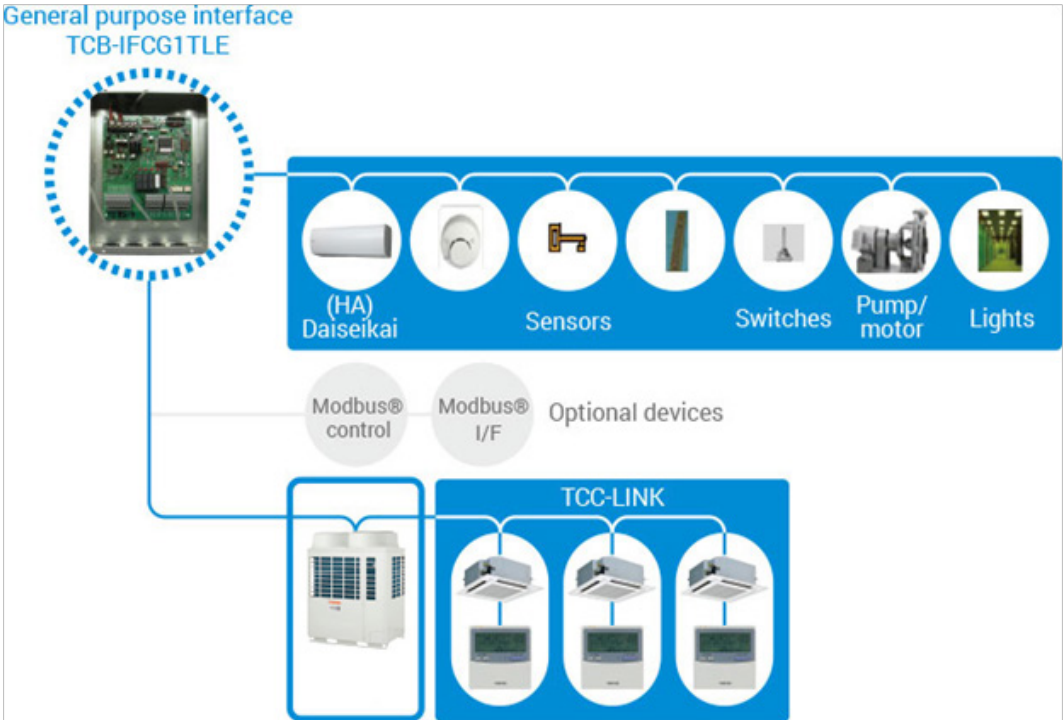 General purpose interface
TCB-IFCG1TLE
(HA)
Daiseikai
Sensors
Switches
Pump/
motor
Lights
Modbus®
control
Modbus®
I/F
Optional devices
TCC-LINK